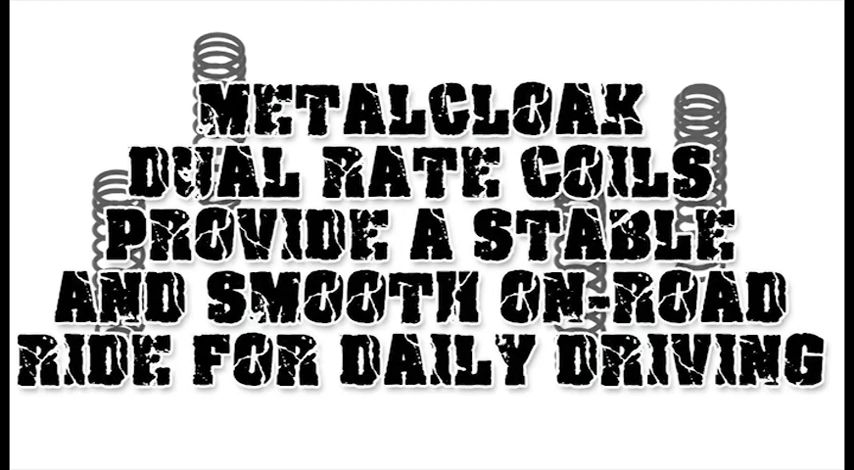 METALCLOAK
DUAL RATE COILS
PROVIDE A STABLE
AND SMOOTH ON-ROAD
RIDE FOR DAILY DRIVING